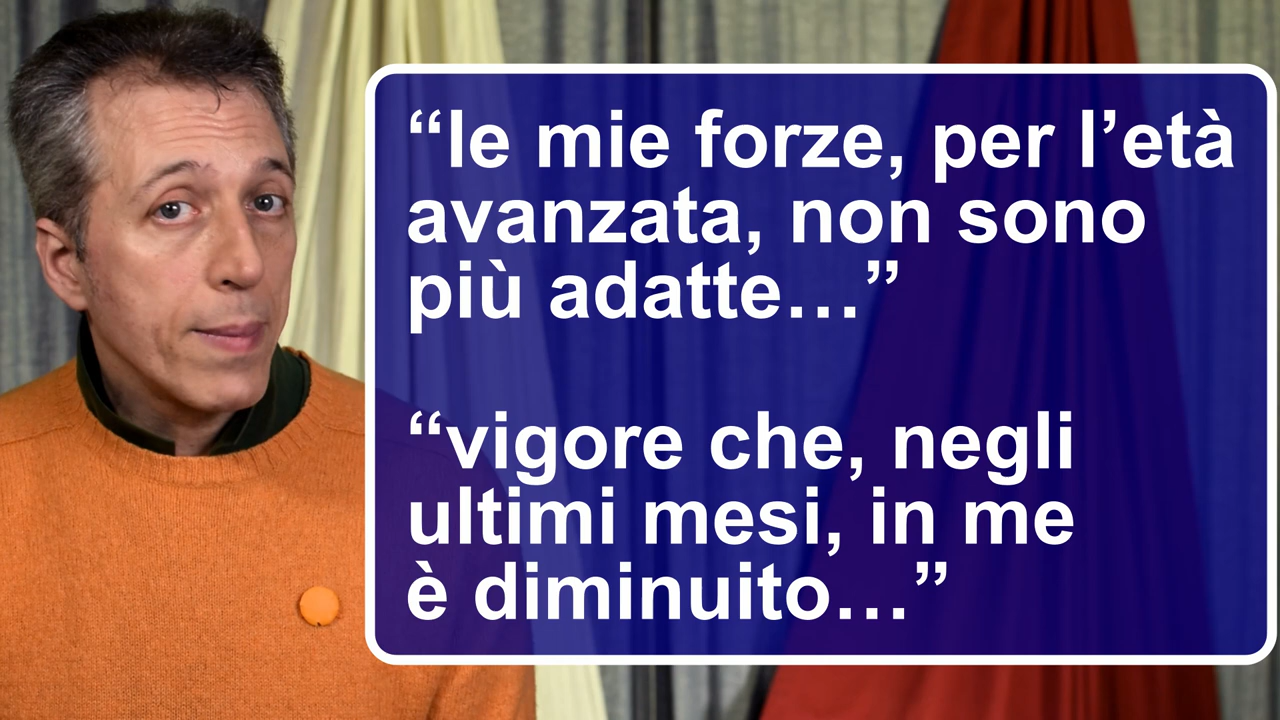 “le mie forze, per l’età
avanzata, non sono
più adatte…”
“vigore che, negli
ultimi mesi, in me
è diminuito…”